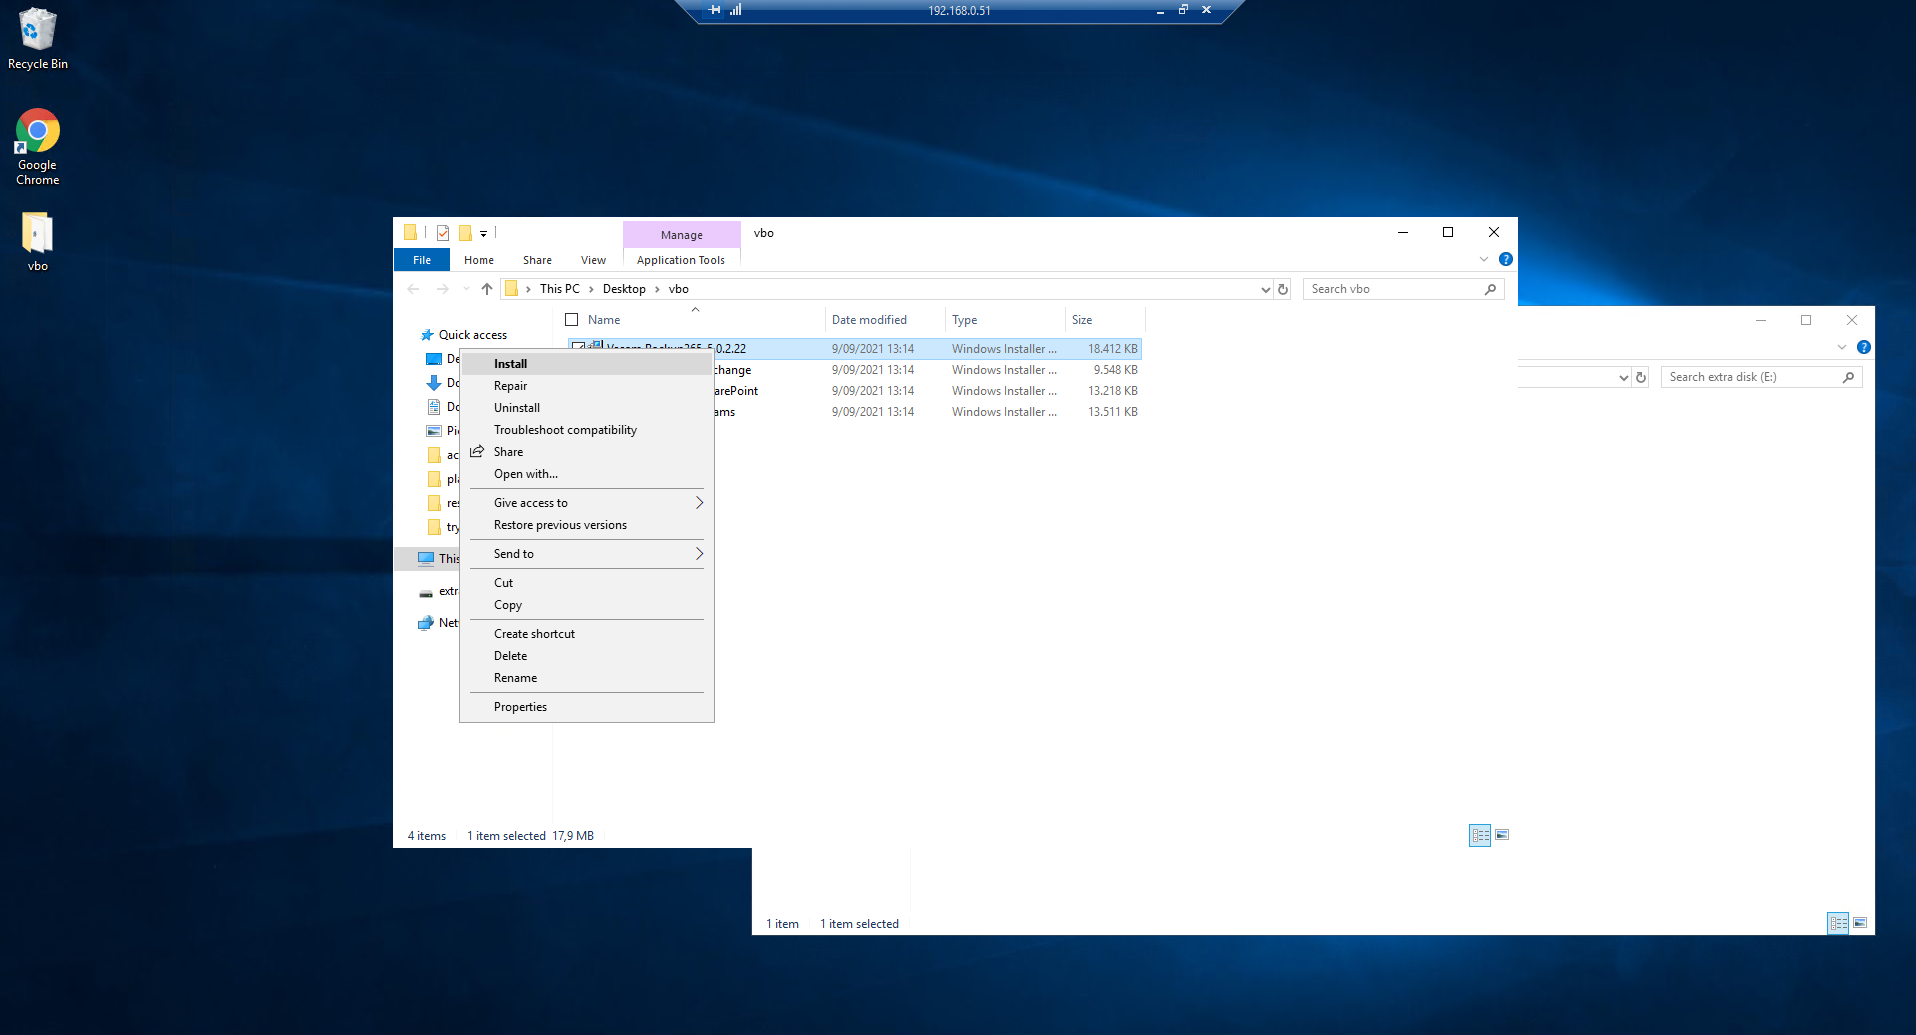 192.168.0.51
Recycle Bin
Google
Chrome
vbo
Manage
vbo
File
Home
Share
View
Application Tools
This PC
Desktop
vbo
Search vbo
Name
Date modified
Type
Size
Quick access
Veeam.Backup365_5.0.2.22
9/09/2021 13:14
Windows Installer ...
18.412 KB
change
9/09/2021 13:14
Windows Installer ...
9.548 KB
arePoint
9/09/2021 13:14
Windows Installer ...
13.218 KB
ams
9/09/2021 13:14
Windows Installer ...
13.511 KB
De
Do
Do
Pic
ac
pla
res
try
This
extr
Net
Install
Repair
Uninstall
Troubleshoot compatibility
Share
Open with...
Give access to
Restore previous versions
Send to
Cut
Copy
Create shortcut
Delete
Rename
Properties
4 items
1 item selected 17,9 MB
Search extra disk (E:)
1 item
1 item selected